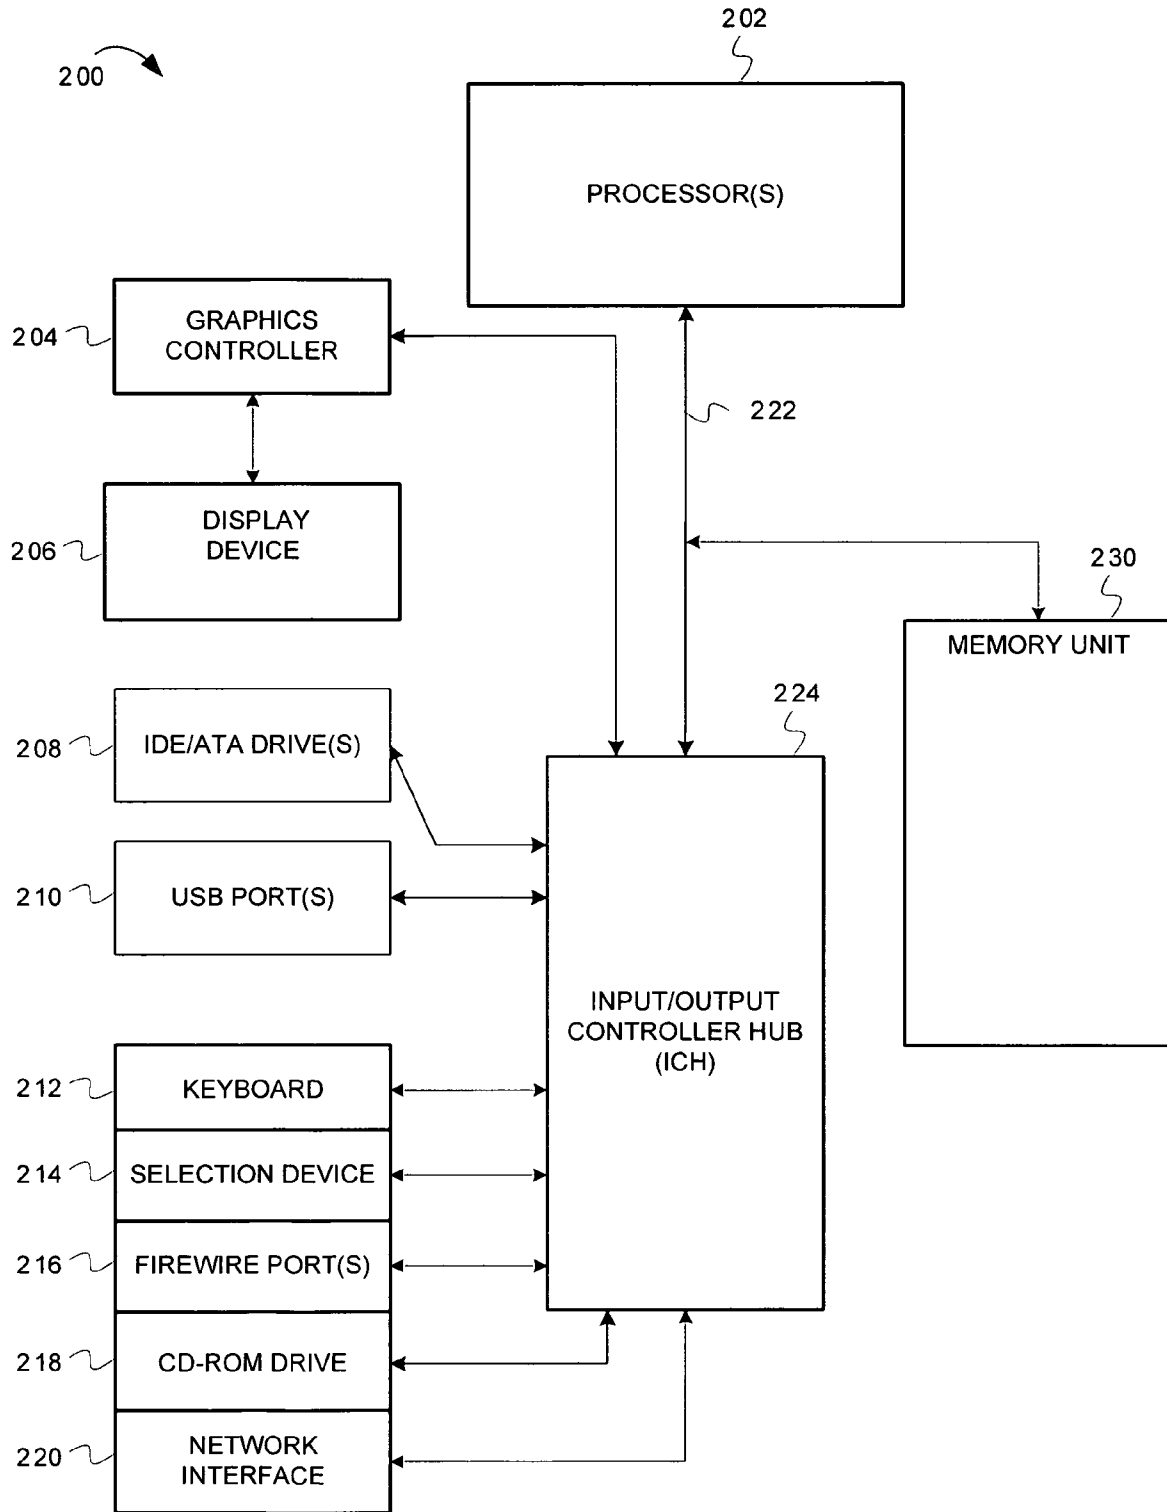 202
200
PROCESSOR(S)
204
GRAPHICS
CONTROLLER
222
206
DISPLAY
DEVICE
230
MEMORY UNIT
224
208
IDE/ATA DRIVE(S)
210
USB PORT(S)
INPUT/OUTPUT
CONTROLLER HUB
(ICH)
212
KEYBOARD
214
SELECTION DEVICE
216
FIREWIRE PORT(S)
218
CD-ROM DRIVE
220
NETWORK
INTERFACE